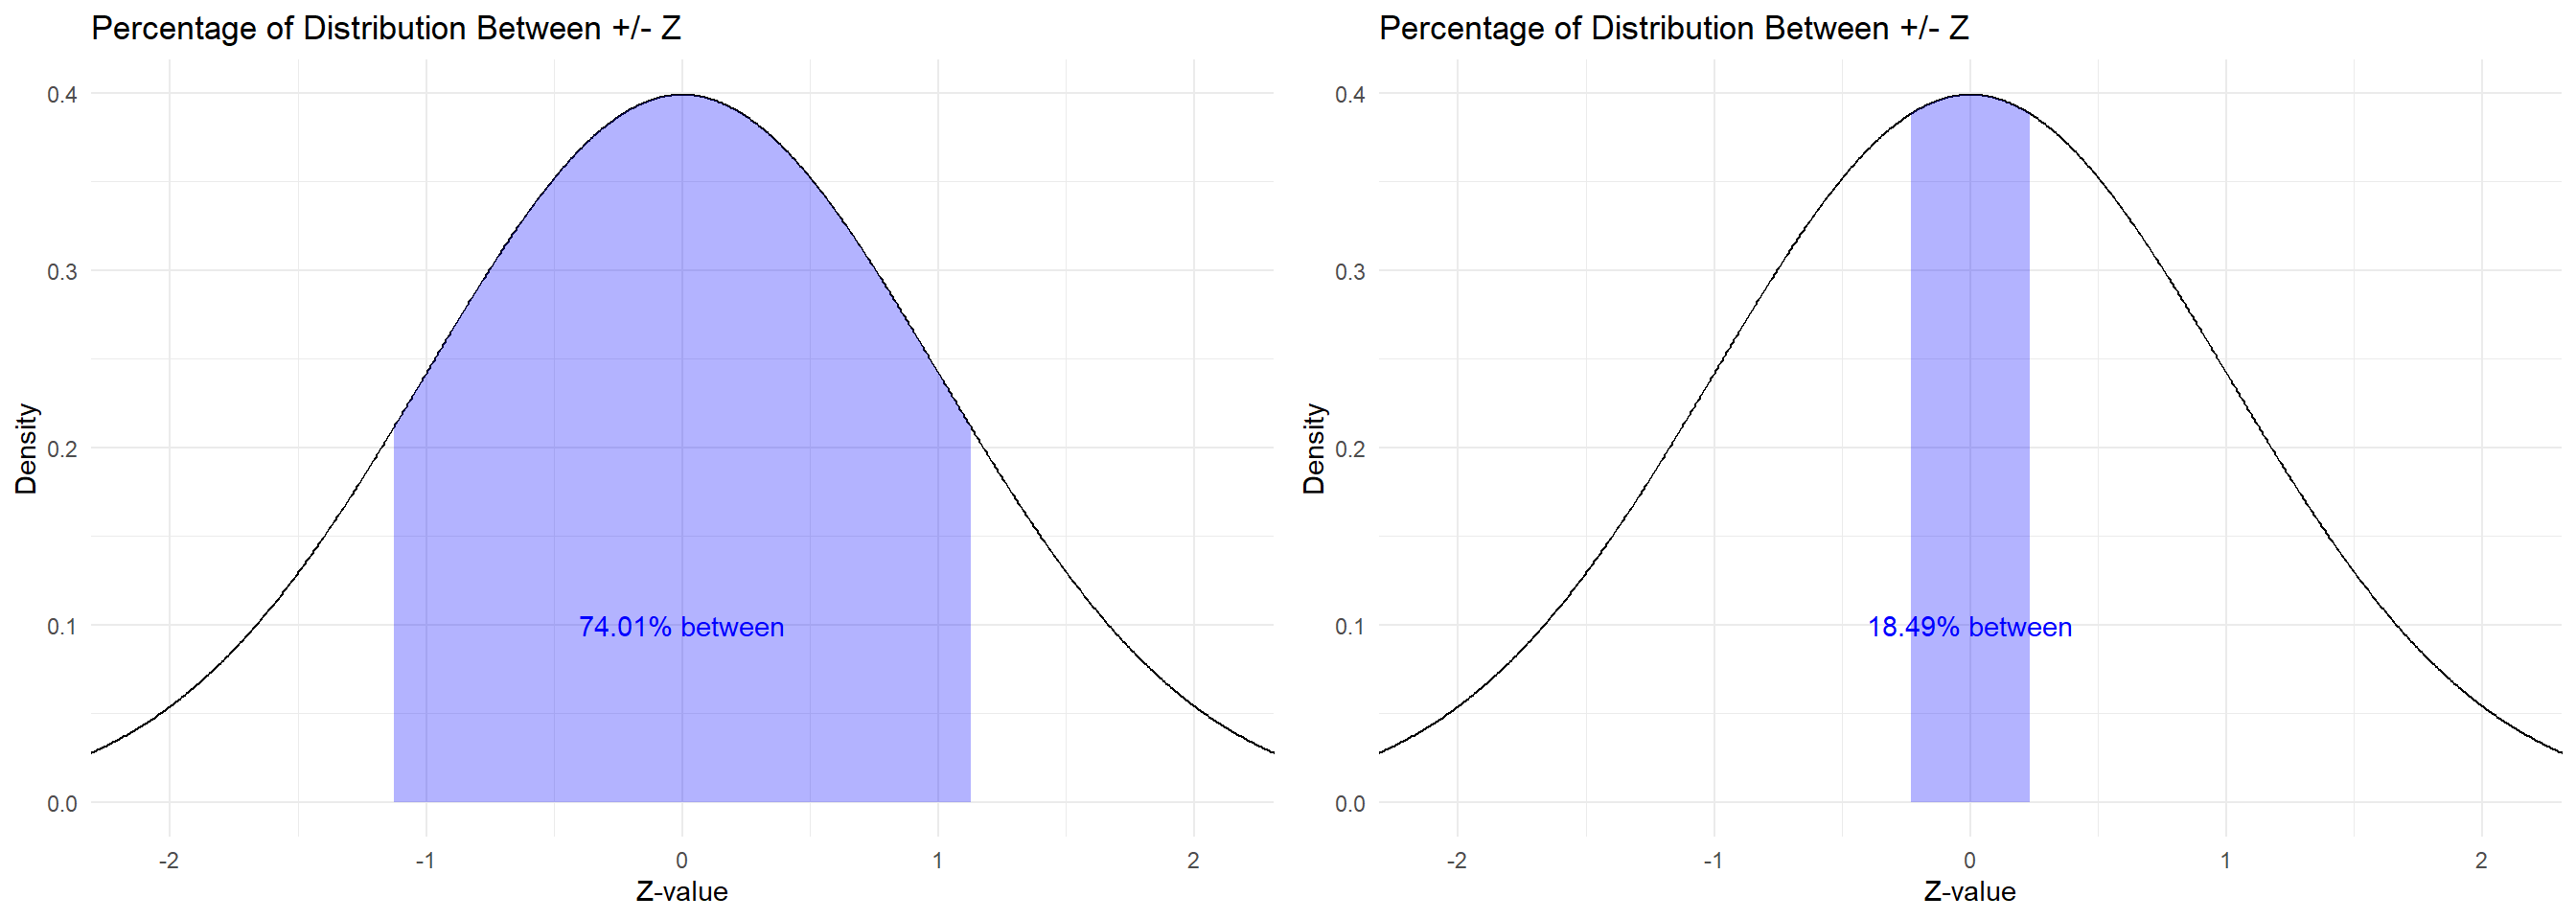 Percentage of Distribution Between +/- Z
0.4
0.3
0.2
0.1
0.0
Density
74.01% between
-2 -1 0 1 2
Z-value
Percentage of Distribution Between +/- Z
0.4
0.3
0.2
0.1
0.0
Density
18.49% between
-2 -1 0 1 2
Z-value